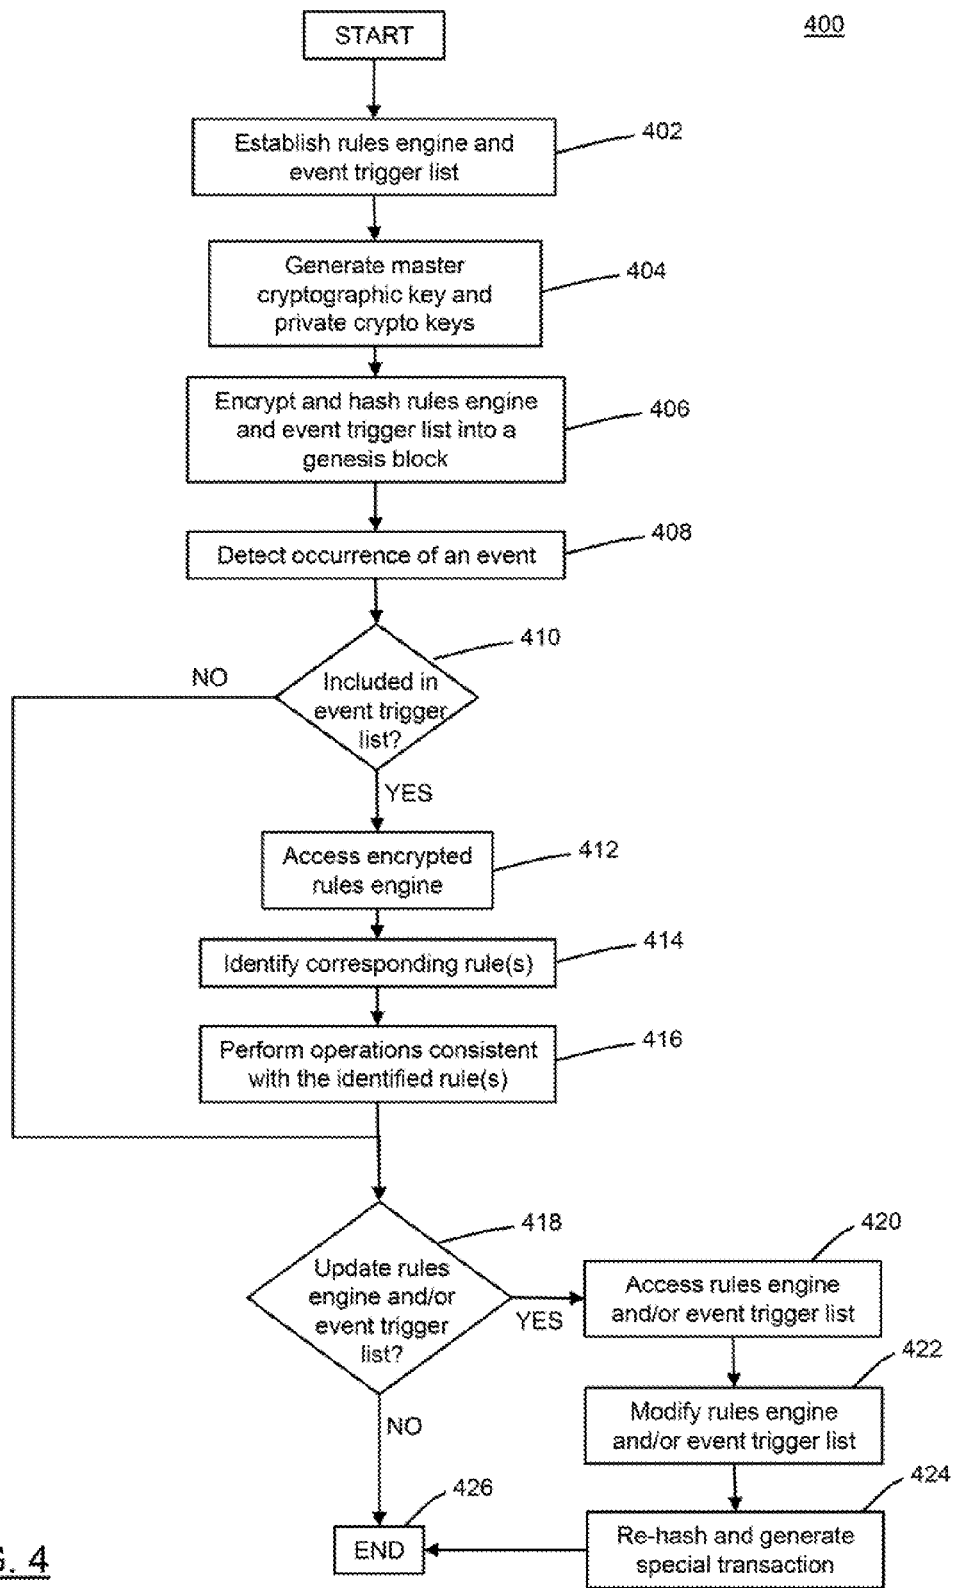 START
400
Establish rules engine and
event trigger list
402
Generate master
cryptographic key and
private crypto keys
404
Encrypt and hash rules engine
and event trigger list into a
genesis block
406
Detect occurrence of an event
408
410
NO
Included in
event trigger
list?
YES
Access encrypted
rules engine
412
Identify corresponding rule(s)
414
Perform operations consistent
with the identified rule(s)
416
418
Update rules
engine and/or
event trigger
list?
YES
420
Access rules engine
and/or event trigger list
422
Modify rules engine
and/or event trigger list
NO
424
Re-hash and generate
special transaction
426
END
4